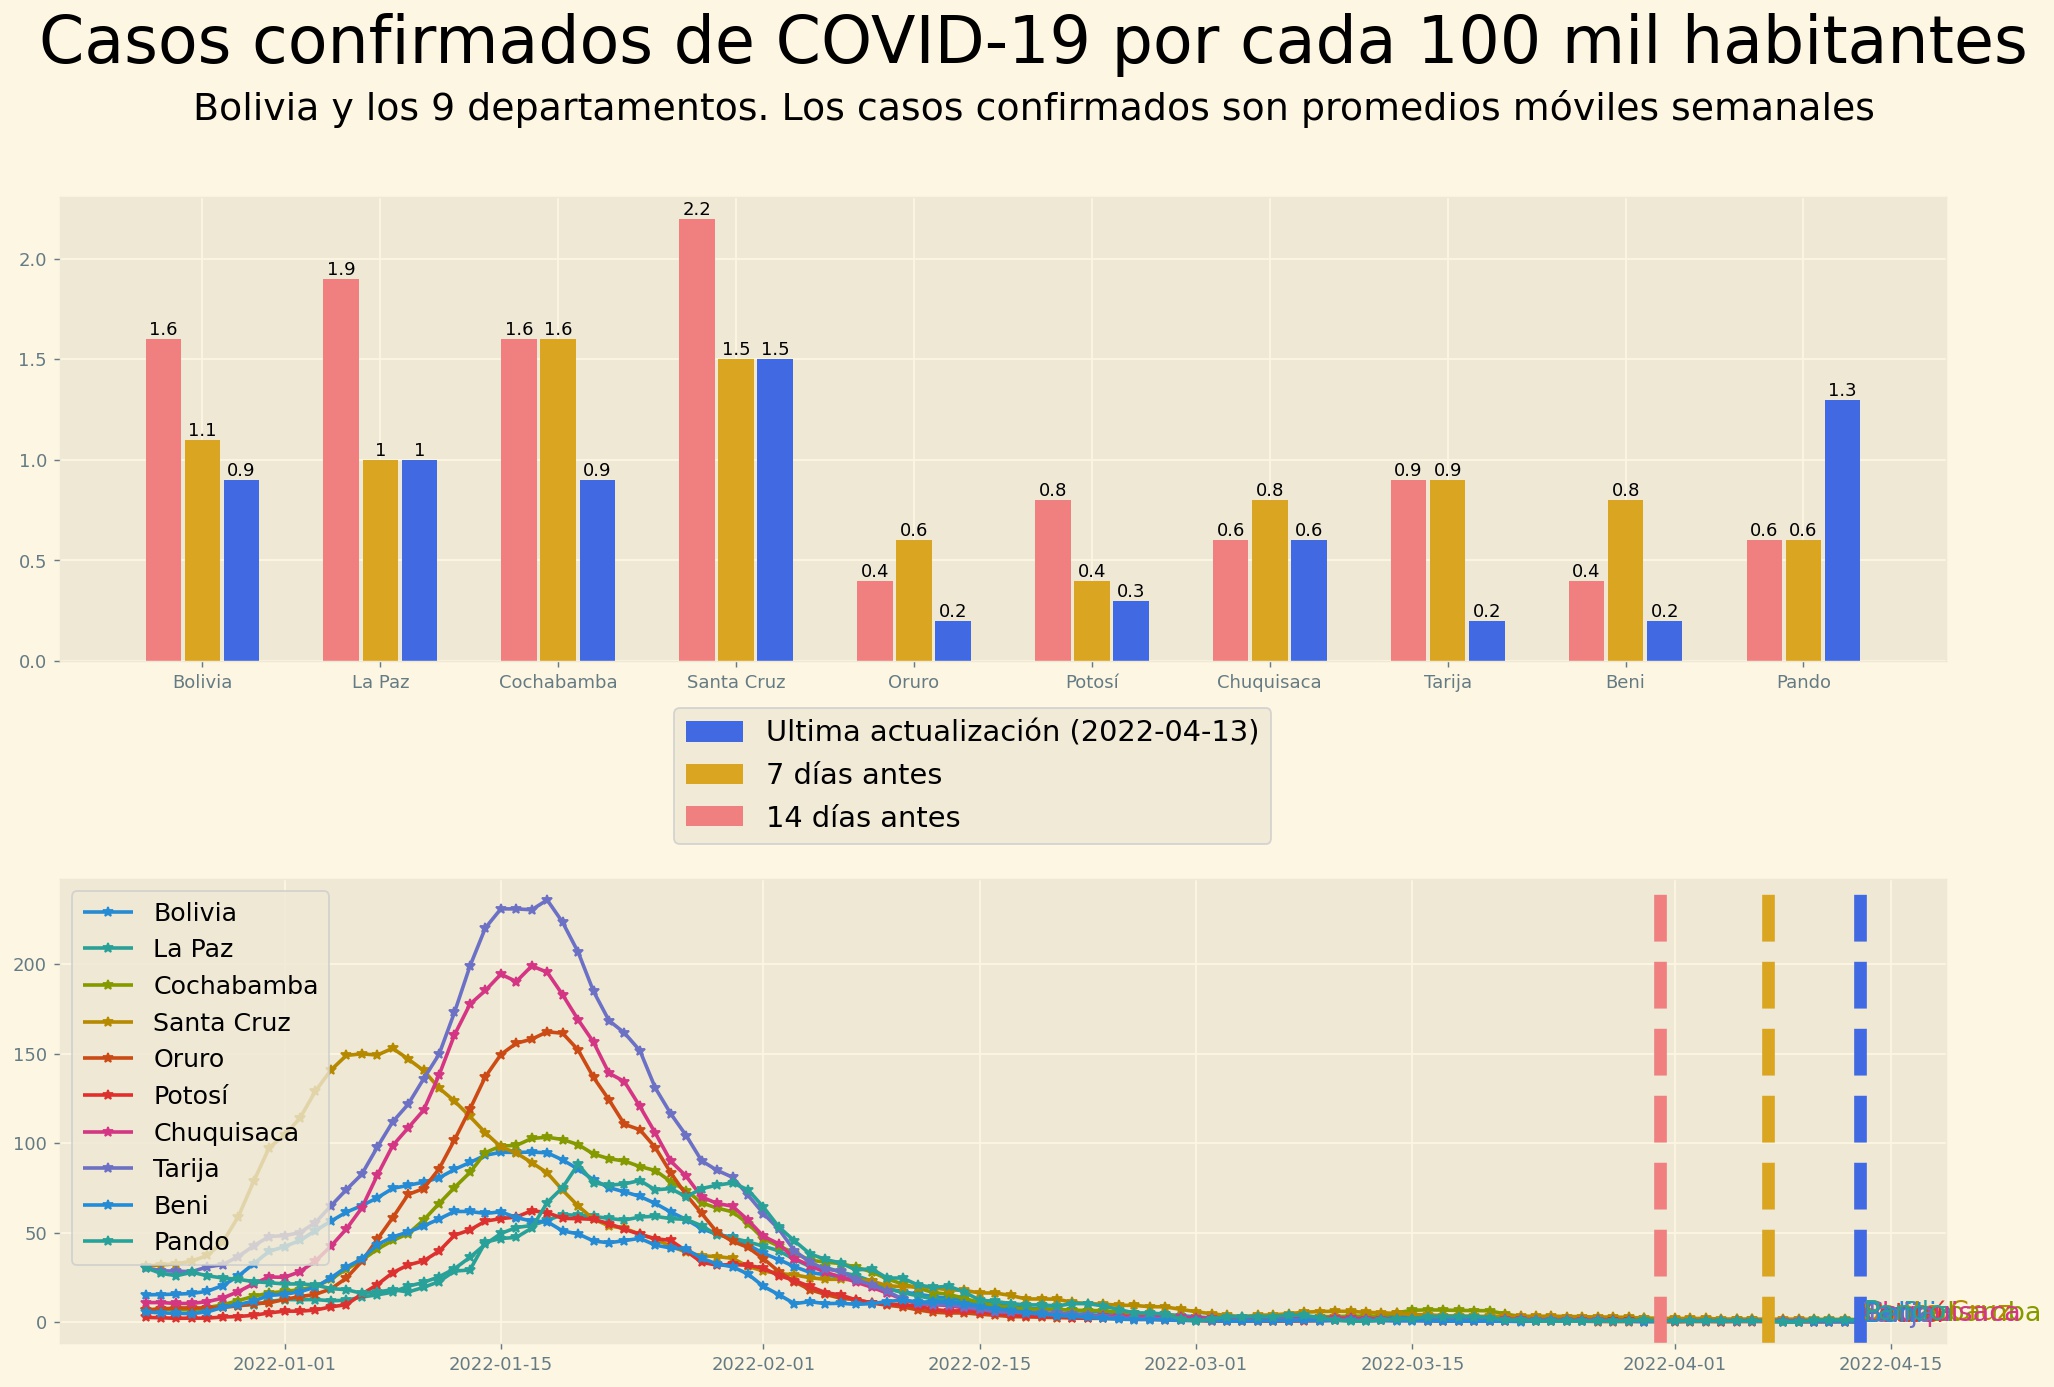 Casos confirmados de COVID-19 por cada 100 mil habitantes
Bolivia y los 9 departamentos. Los casos confirmados son promedios móviles semanales
2.2
1.9
1.6 1.6 1.6
1.5 1.5
1.3
1.1
1 1
0.9 0.9 0.9 0.9
0.8 0.8 0.8
0.6 0.6 0.6 0.6 0.6
0.4 0.4 0.4
0.3
0.2 0.2 0.2
2.0
1.5
1.0
0.5
0.0
Bolivia La Paz Cochabamba Santa Cruz Oruro Potosí Chuquisaca Tarija Beni Pando
Ultima actualización (2022-04-13)
7 días antes
14 días antes
Bolivia
La Paz
Cochabamba
Santa Cruz
Oruro
Potosí
Chuquisaca
Tarija
Beni
Pando
200
150
100
50
0
2022-01-01 2022-01-15 2022-02-01 2022-02-15 2022-03-01 2022-03-15 2022-04-01 2022-04-15